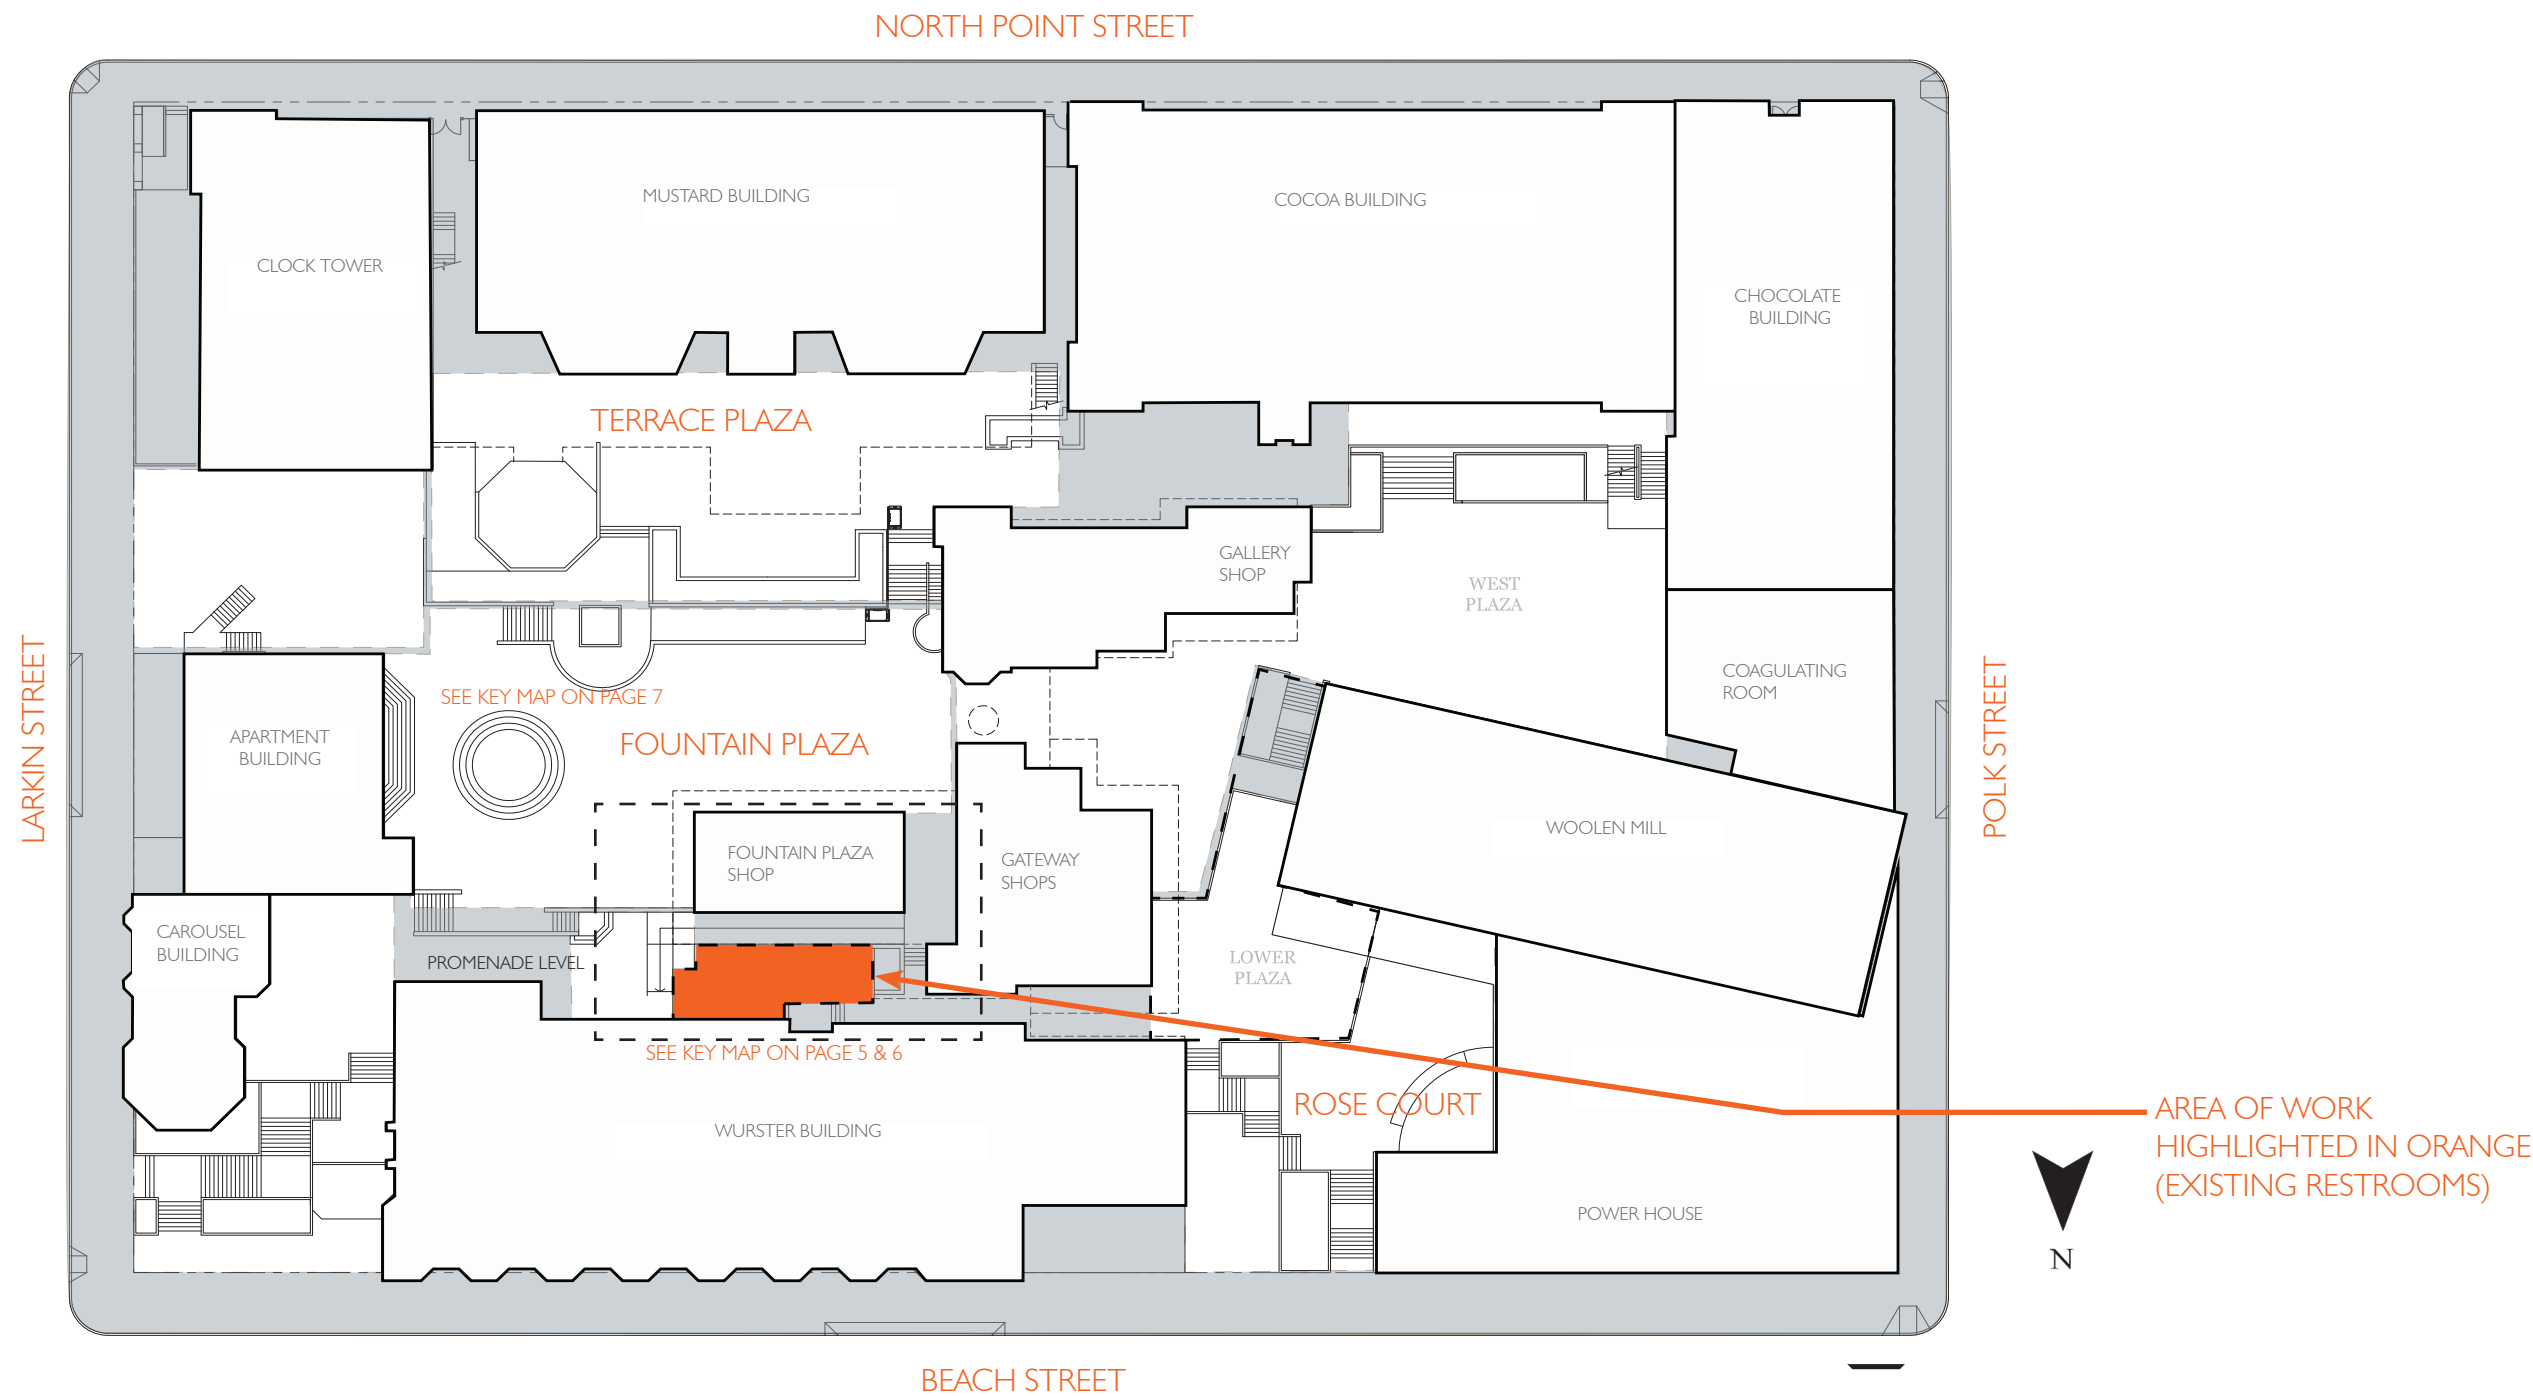 NORTH POINT STREET
MUSTARD BUILDING
COCOA BUILDING
CLOCK TOWER
CHOCOLATE
BUILDING
TERRACE PLAZA
GALLERY
SHOP
WEST
PLAZA
LARKIN STREET
POLK STREET
COAGULATING
ROOM
SEE KEY MAP ON PAGE 7
APARTMENT
BUILDING
FOUNTAIN PLAZA
WOOLEN MILL
FOUNTAIN PLAZA
SHOP
GATEWAY
SHOPS
CAROUSEL
BUILDING
PROMENADE LEVEL
LOWER
PLAZA
SEE KEY MAP ON PAGE 5 & 6
ROSE COURT
AREA OF WORK
HIGHLIGHTED IN ORANGE
(EXISTING RESTROOMS)
WURSTER BUILDING
POWER HOUSE
N
BEACH STREET